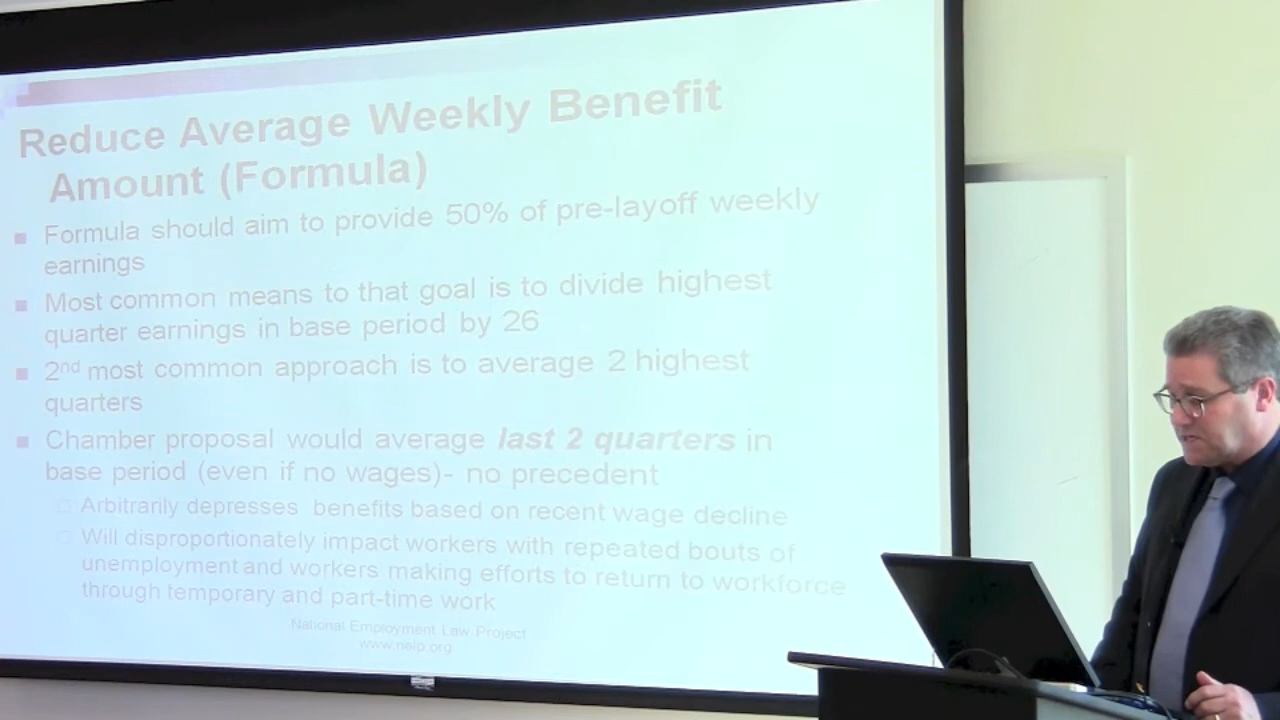 Reduce Average Weekly Benefit
Amount (Formula)
Formula should aim to provide 50% of pre-layoff weekly
earnings
Most common means to that goal is to divide highest
quarter earnings in base period by 26
2nd most common approach is to average 2 highest
quarters
Chamber proposal would average last 2 quarters in
base period (even if no wages)- no precedent
Arbitrarily depresses benefits based on recent wage decline
Will disproportionately impact workers with repeated bouts of
unemployment and workers making efforts to return to workforce
through temporary and part-time work
National Employment Law Project
www.nelp.org